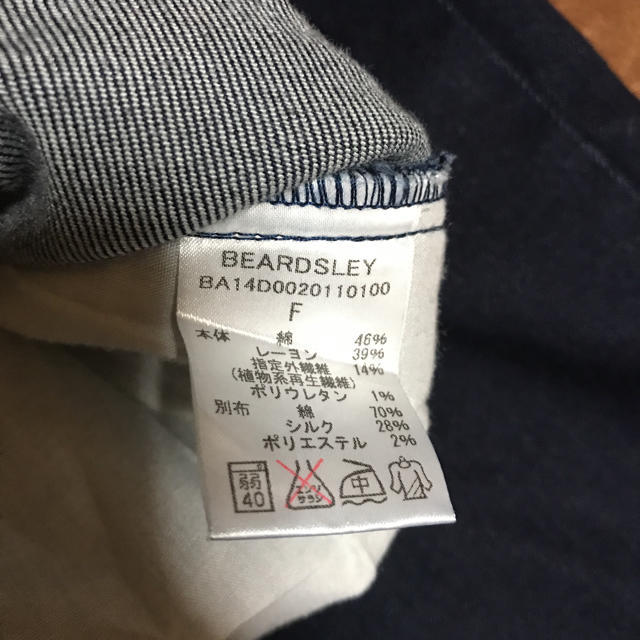 BEARDSLEY
BA14D0020110100
F
本体 綿 46%
レーヨン 39%
指定外繊維 14%
(植物系再生繊維)
ポリウレタン 1%
別布 綿 70%
シルク 28%
ポリエステル 2%
弱 40
エンソ サラシ
中